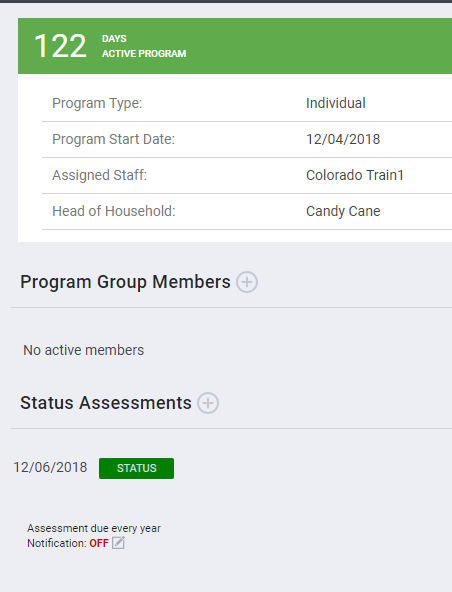 122 DAYS
ACTIVE PROGRAM
Program Type: Individual
Program Start Date: 12/04/2018
Assigned Staff: Colorado Train1
Head of Household: Candy Cane
Program Group Members
No active members
Status Assessments
12/06/2018 STATUS
Assessment due every year
Notification: OFF